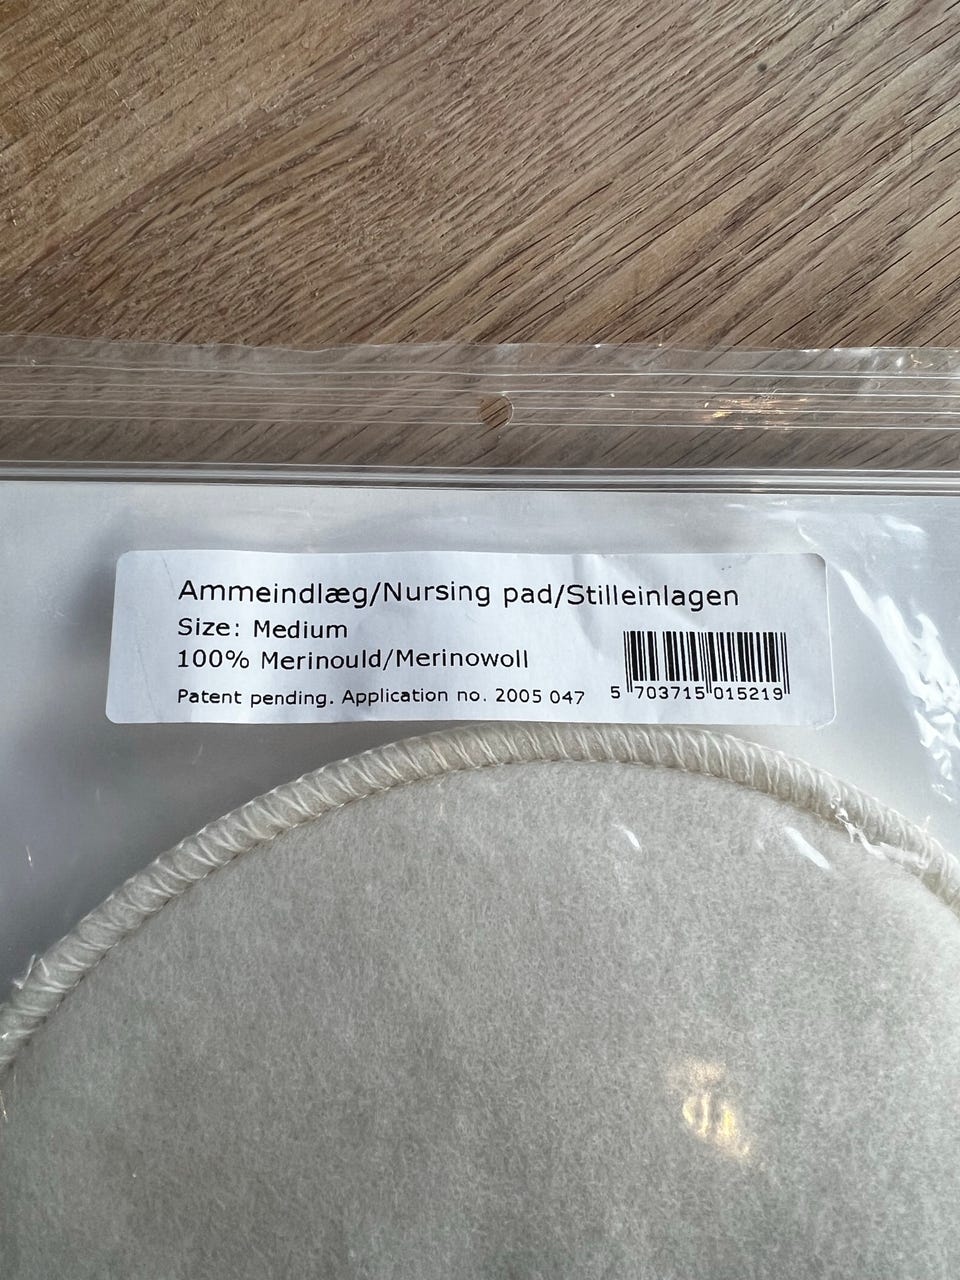 Ammeindlæg/Nursing pad/Stilleinlagen
Size: Medium
100% Merinould/Merinowoll
Patent pending. Application no. 2005 047
5 703715 015219